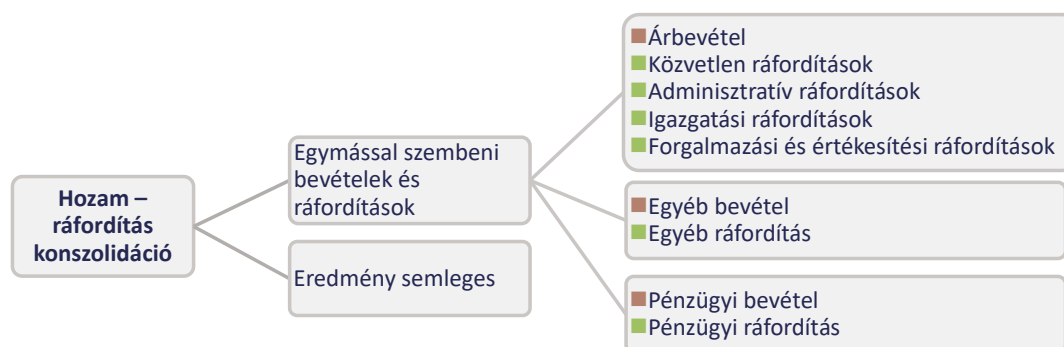 Hozam –
ráfordítás
konszolidáció
Egymással szembeni
bevételek és
ráfordítások
Eredmény semleges
Árbevétel
Közvetlen ráfordítások
Adminisztratív ráfordítások
Igazgatási ráfordítások
Forgalmazási és értékesítési ráfordítások
Egyéb bevétel
Egyéb ráfordítás
Pénzügyi bevétel
Pénzügyi ráfordítás